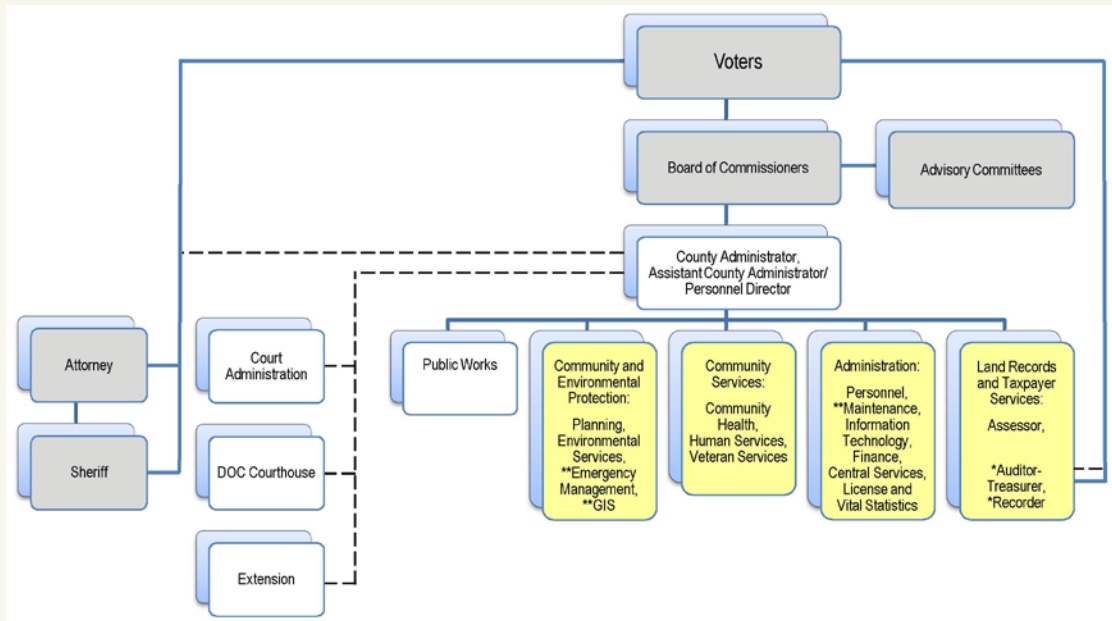 Voters
Board of Commissioners
Advisory Committees
County Administrator,
Assistant County Administrator/
Personnel Director
Attorney
Sheriff
Court
Administration
DOC Courthouse
Extension
Public Works
Community and
Environmental
Protection:
Planning,
Environmental
Services,
**Emergency
Management,
**GIS
Community
Services:
Community
Health,
Human Services,
Veteran Services
Administration:
Personnel,
**Maintenance,
Information
Technology,
Finance,
Central Services,
License and
Vital Statistics
Land Records
and Taxpayer
Services:
Assessor,
*Auditor-
Treasurer,
*Recorder